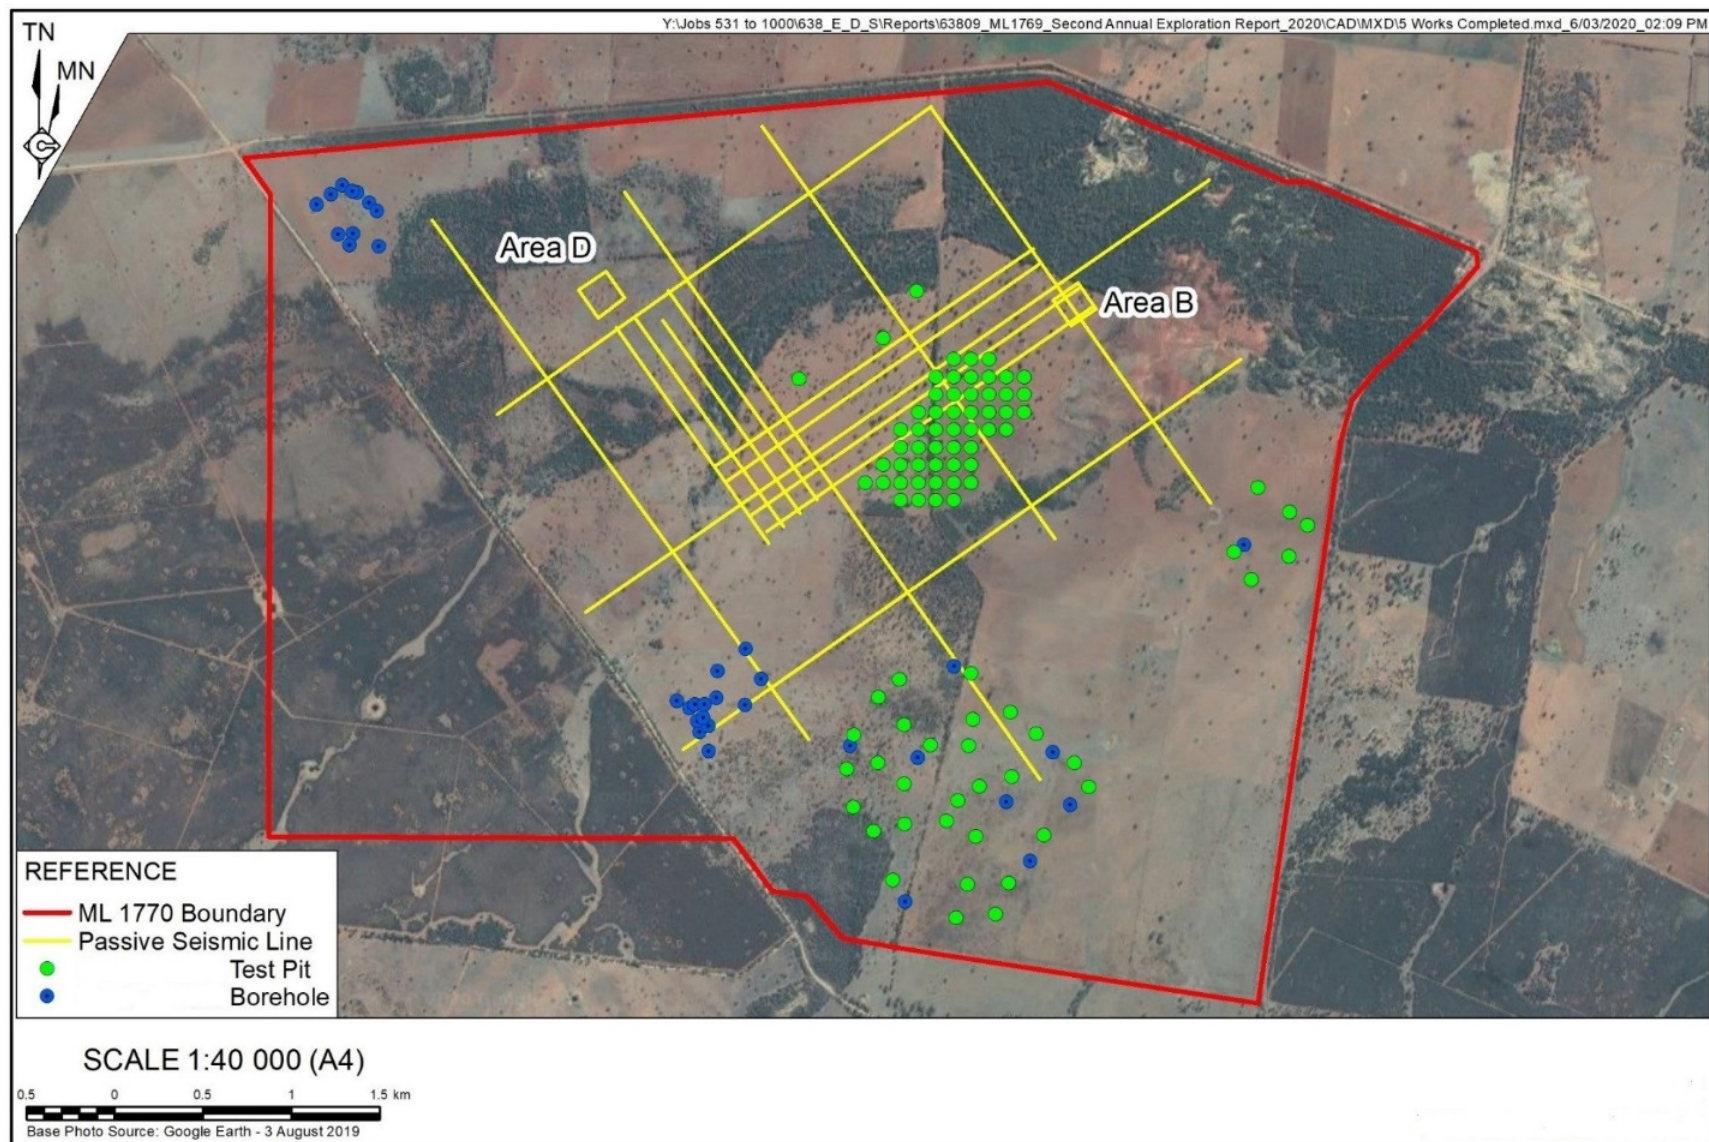 Y:\Jobs 531 to 1000\638_E_D_S\Reports\63809_ML1769_Second Annual Exploration Report_2020\CAD\MXD\5 Works Completed.mxd_6/03/2020_02:09 PM
TN
MN
Area D
Area B
REFERENCE
ML 1770 Boundary
Passive Seismic Line
Test Pit
Borehole
SCALE 1:40 000 (A4)
0.5 0 0.5 1 1.5 km
Base Photo Source: Google Earth - 3 August 2019